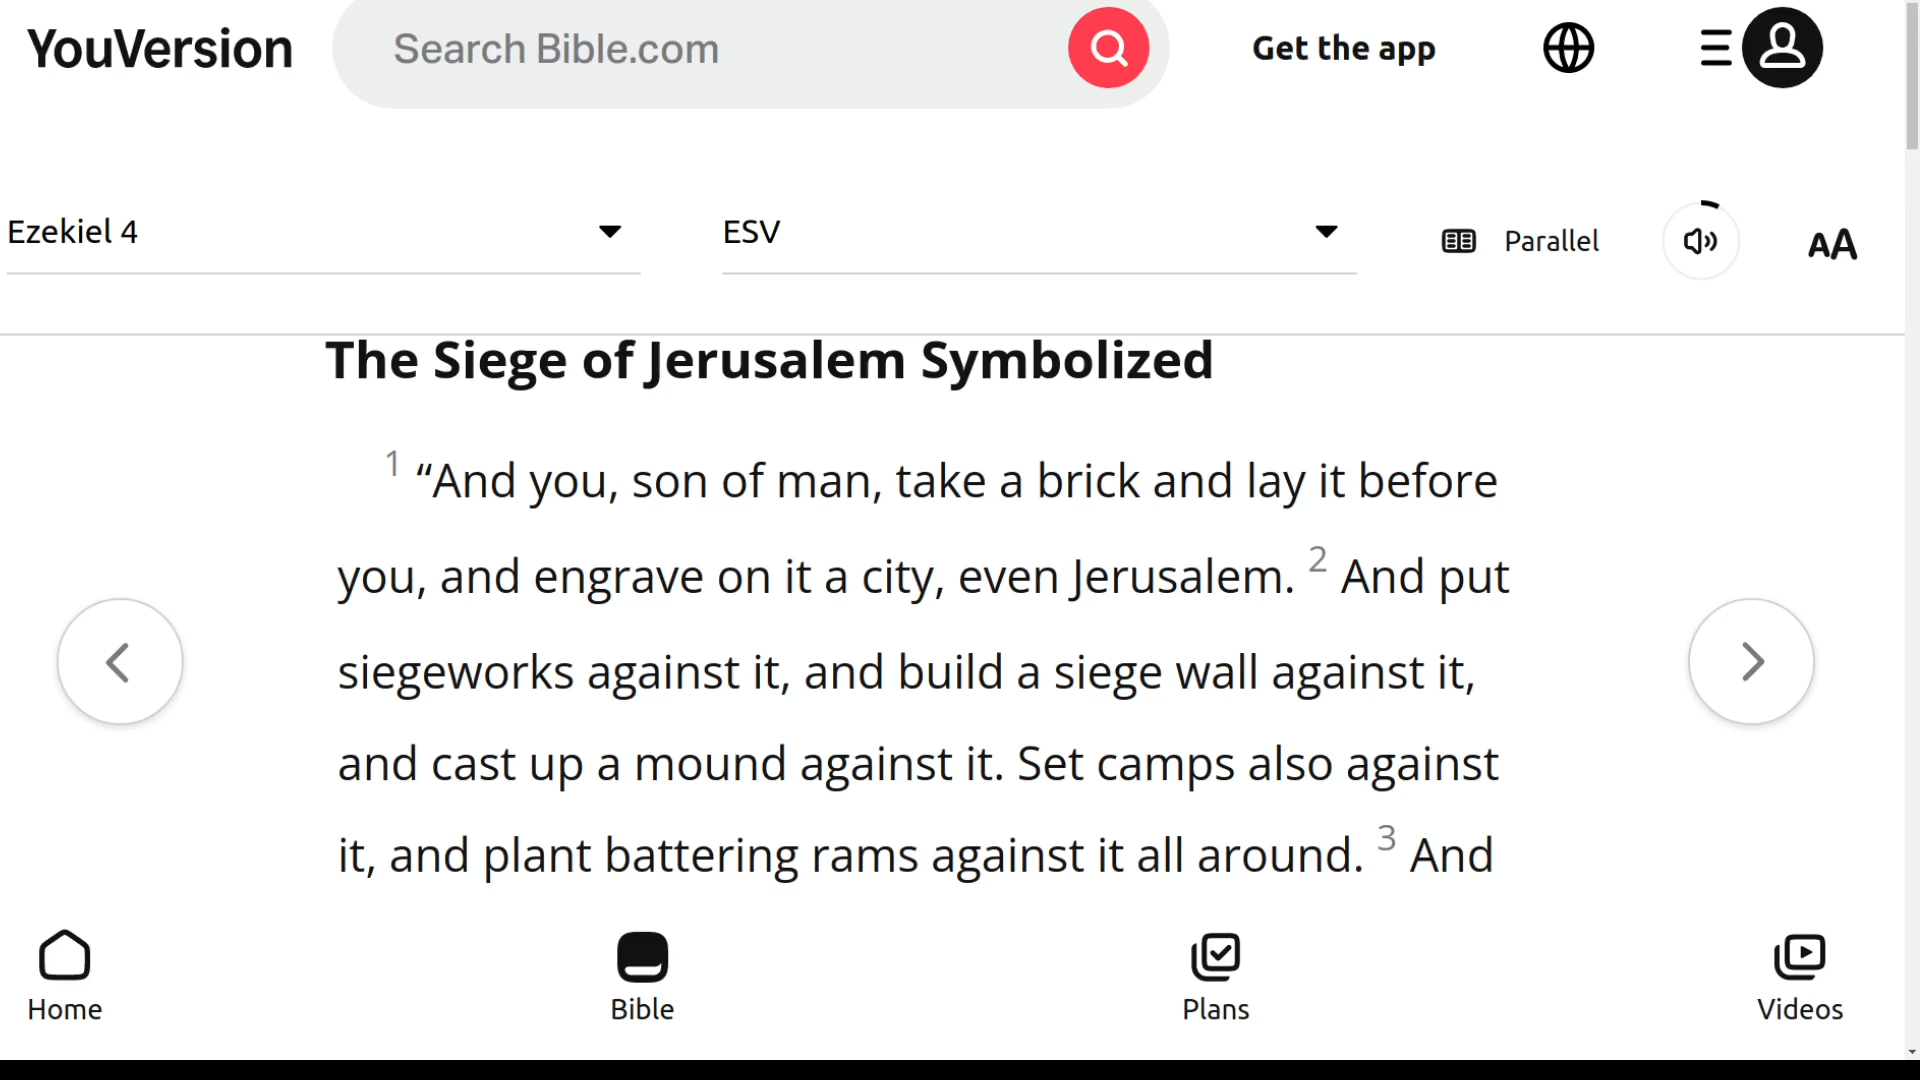 YouVersion
Search Bible.com
Get the app
Ezekiel 4
ESV
Parallel
AA
The Siege of Jerusalem Symbolized
1 “And you, son of man, take a brick and lay it before
you, and engrave on it a city, even Jerusalem. 2 And put
siegeworks against it, and build a siege wall against it,
and cast up a mound against it. Set camps also against
it, and plant battering rams against it all around. 3 And
Home
Bible
Plans
Videos